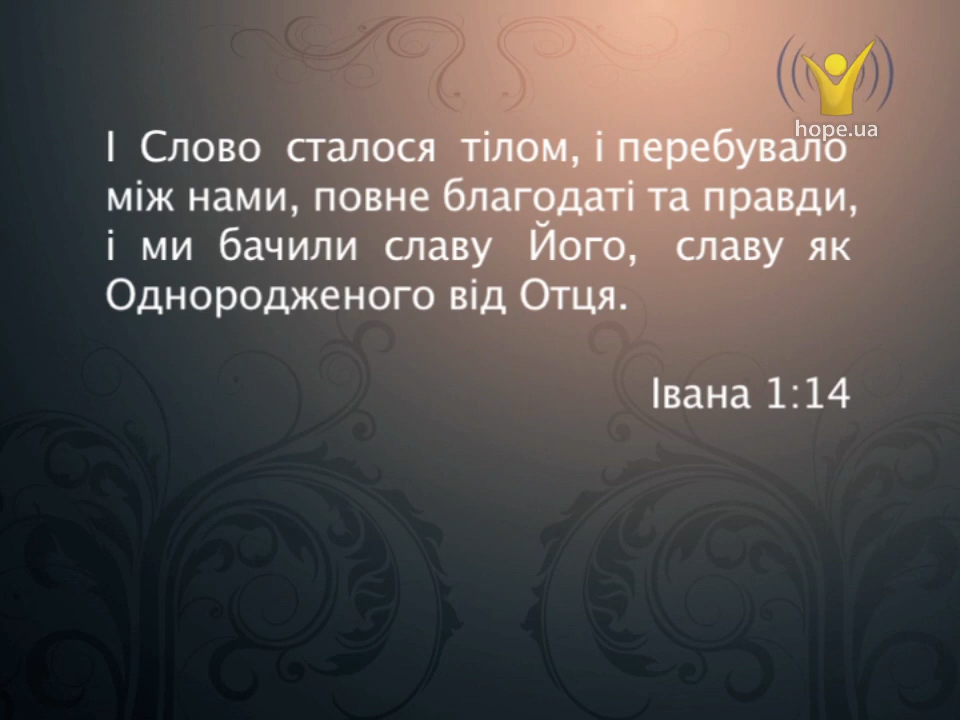 hope.ua
І Слово сталося тілом, і перебувало
між нами, повне благодаті та правди,
і ми бачили славу Його, славу як
Однородженого від Отця.
Івана 1:14